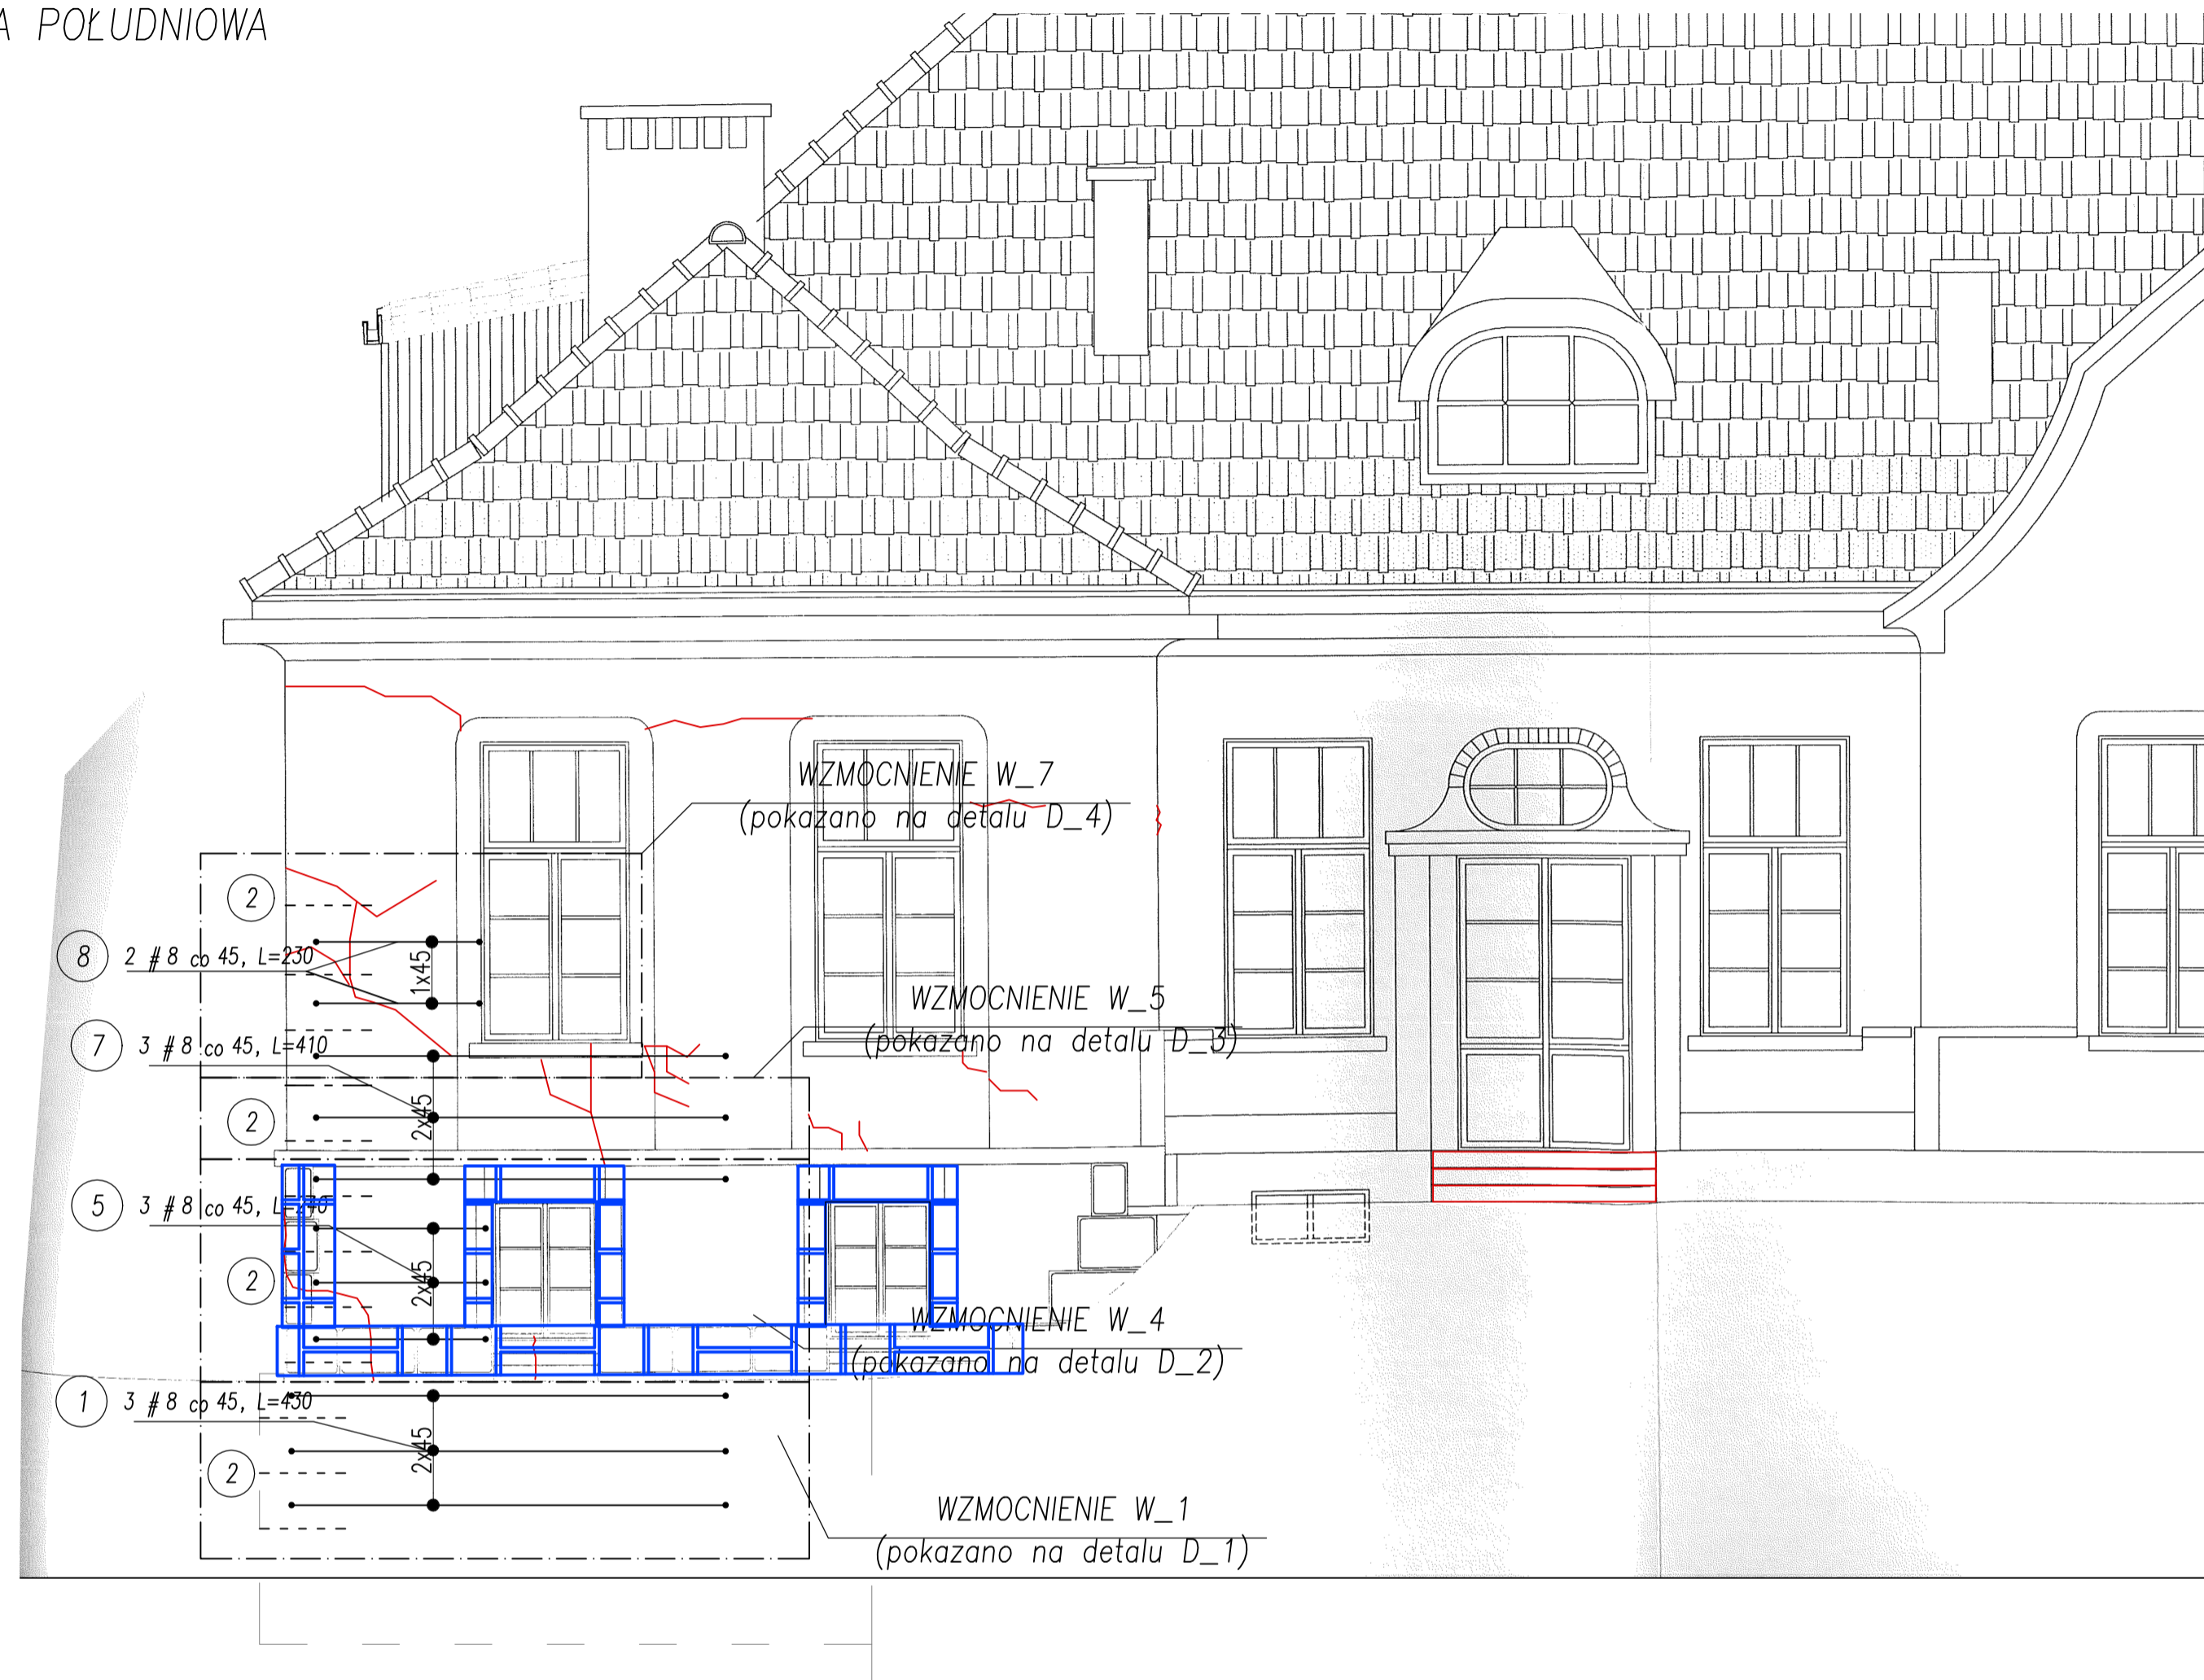 A POŁUDNIOWA
WZMOCNIENIE W_7
(pokazano na detalu D_4)
2
8 2 #8 co 45, L=230
1x45
WZMOCNIENIE W_5
(pokazano na detalu D_3)
7 3 #8 co 45, L=410
2x45
2
5 3 #8 co 45, L=240
2x45
2
WZMOCNIENIE W_4
(pokazano na detalu D_2)
1 3 #8 co 45, L=430
2x45
2
WZMOCNIENIE W_1
(pokazano na detalu D_1)